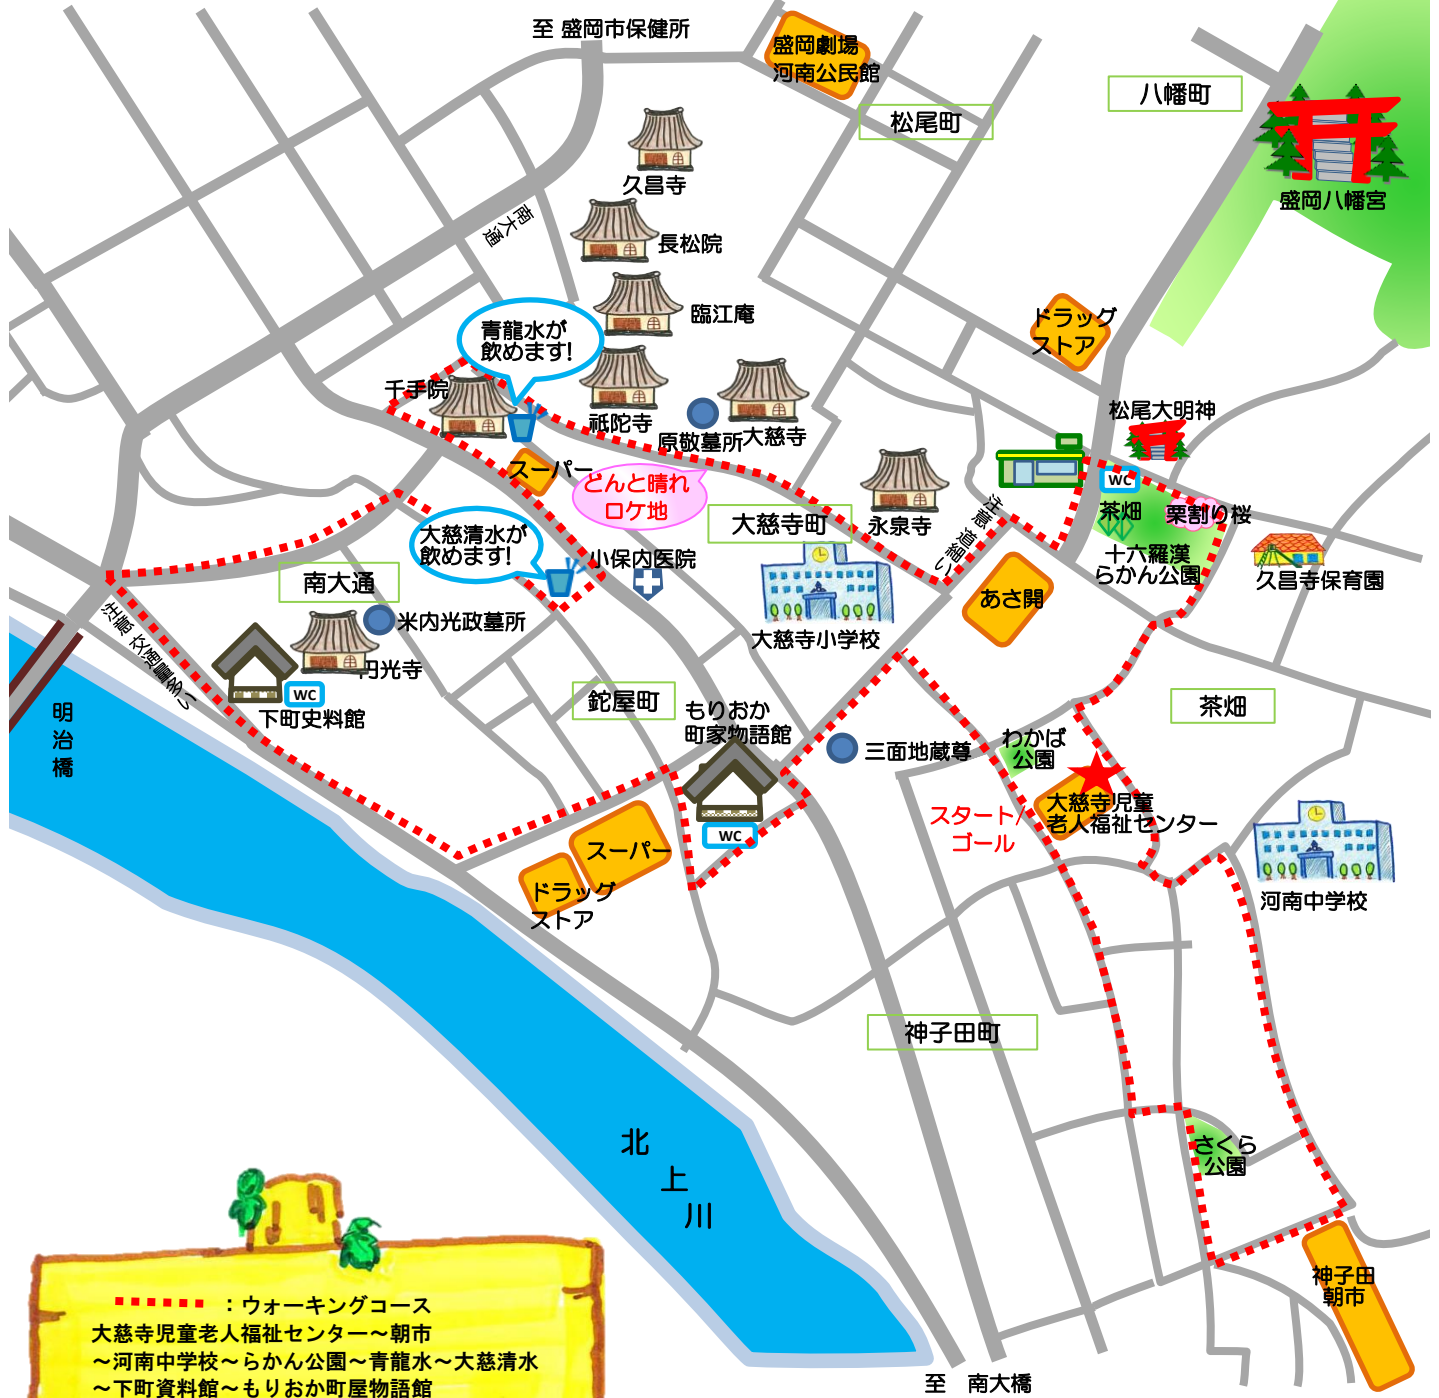 至 盛岡市保健所
盛岡劇場
河南公民館
松尾町
八幡町
盛岡八幡宮
久昌寺
南大通
長松院
臨江庵
青龍水が
飲めます!
ドラッグ
ストア
千手院
祇陀寺
原敬墓所
大慈寺
松尾大明神
スーパー
どんと晴れ
ロケ地
大慈寺町
永泉寺
注意 道細い
WC
茶畑
栗割り桜
十六羅漢
らかん公園
久昌寺保育園
大慈清水が
飲めます!
小保内医院
南大通
米内光政墓所
円光寺
大慈寺小学校
あさ開
注意 交通量多い
WC
下町史料館
明治橋
鉈屋町
もりおか
町家物語館
WC
三面地蔵尊
わかば
公園
茶畑
スタート/
ゴール
大慈寺児童
老人福祉センター
スーパー
ドラッグ
ストア
河南中学校
神子田町
北上川
さくら
公園
神子田
朝市
：ウォーキングコース
大慈寺児童老人福祉センター～朝市
～河南中学校～らかん公園～青龍水～大慈清水
～下町資料館～もりおか町屋物語館
至 南大橋